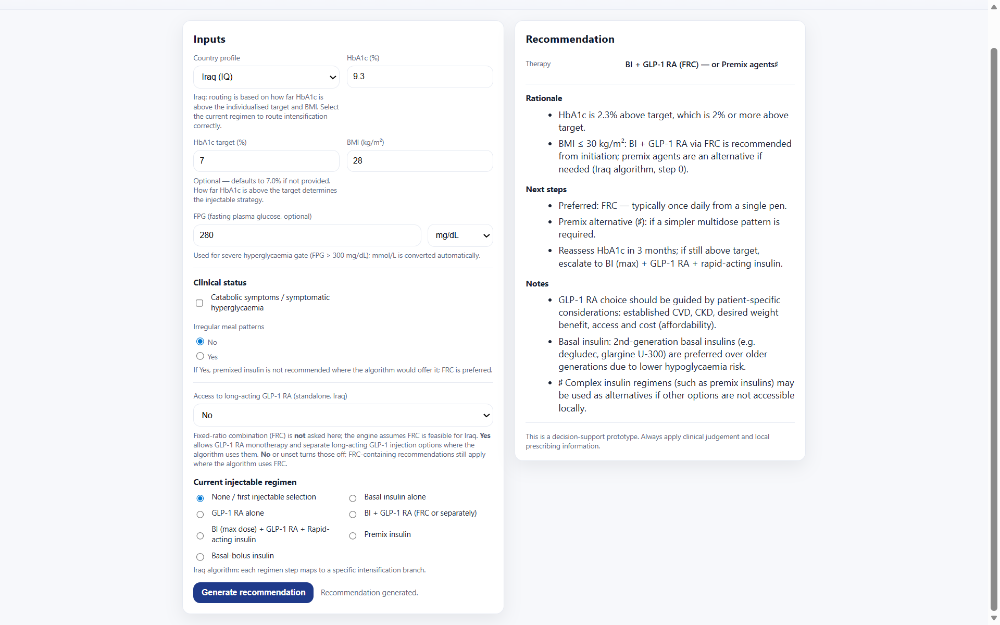 Inputs
Country profile
Iraq (IQ)
Iraq: routing is based on how far HbA1c is
above the individualised target and BMI. Select
the current regimen to route intensification
correctly.
HbA1c (%)
9.3
HbA1c target (%)
7
Optional — defaults to 7.0% if not provided.
How far HbA1c is above the target determines
the injectable strategy.
BMI (kg/m²)
28
FPG (fasting plasma glucose, optional)
280
mg/dL
Used for severe hyperglycaemia gate (FPG > 300 mg/dL); mmol/L is converted automatically.
Clinical status
Catabolic symptoms / symptomatic
hyperglycaemia
Irregular meal patterns
No
Yes
If Yes, premixed insulin is not recommended where the algorithm would offer it; FRC is preferred.
Access to long-acting GLP-1 RA (standalone, Iraq)
No
Fixed-ratio combination (FRC) is not asked here; the engine assumes FRC is feasible for Iraq. Yes
allows GLP-1 RA monotherapy and separate long-acting GLP-1 injection options where the
algorithm uses them. No or unset turns those off; FRC-containing recommendations still apply
where the algorithm uses FRC.
Current injectable regimen
None / first injectable selection
Basal insulin alone
GLP-1 RA alone
BI + GLP-1 RA (FRC or separately)
BI (max dose) + GLP-1 RA + Rapid-
acting insulin
Premix insulin
Basal-bolus insulin
Iraq algorithm: each regimen step maps to a specific intensification branch.
Generate recommendation
Recommendation generated.
Recommendation
Therapy
BI + GLP-1 RA (FRC) — or Premix agents♯
Rationale
• HbA1c is 2.3% above target, which is 2% or more above
target.
• BMI ≤ 30 kg/m²: BI + GLP-1 RA via FRC is recommended
from initiation; premix agents are an alternative if
needed (Iraq algorithm, step 0).
Next steps
• Preferred: FRC — typically once daily from a single pen.
• Premix alternative (♯): if a simpler multidose pattern is
required.
• Reassess HbA1c in 3 months; if still above target,
escalate to BI (max) + GLP-1 RA + rapid-acting insulin.
Notes
• GLP-1 RA choice should be guided by patient-specific
considerations: established CVD, CKD, desired weight
benefit, access and cost (affordability).
• Basal insulin: 2nd-generation basal insulins (e.g.
degludec, glargine U-300) are preferred over older
generations due to lower hypoglycaemia risk.
• ♯ Complex insulin regimens (such as premix insulins) may
be used as alternatives if other options are not accessible
locally.
This is a decision-support prototype. Always apply clinical judgement and local
prescribing information.